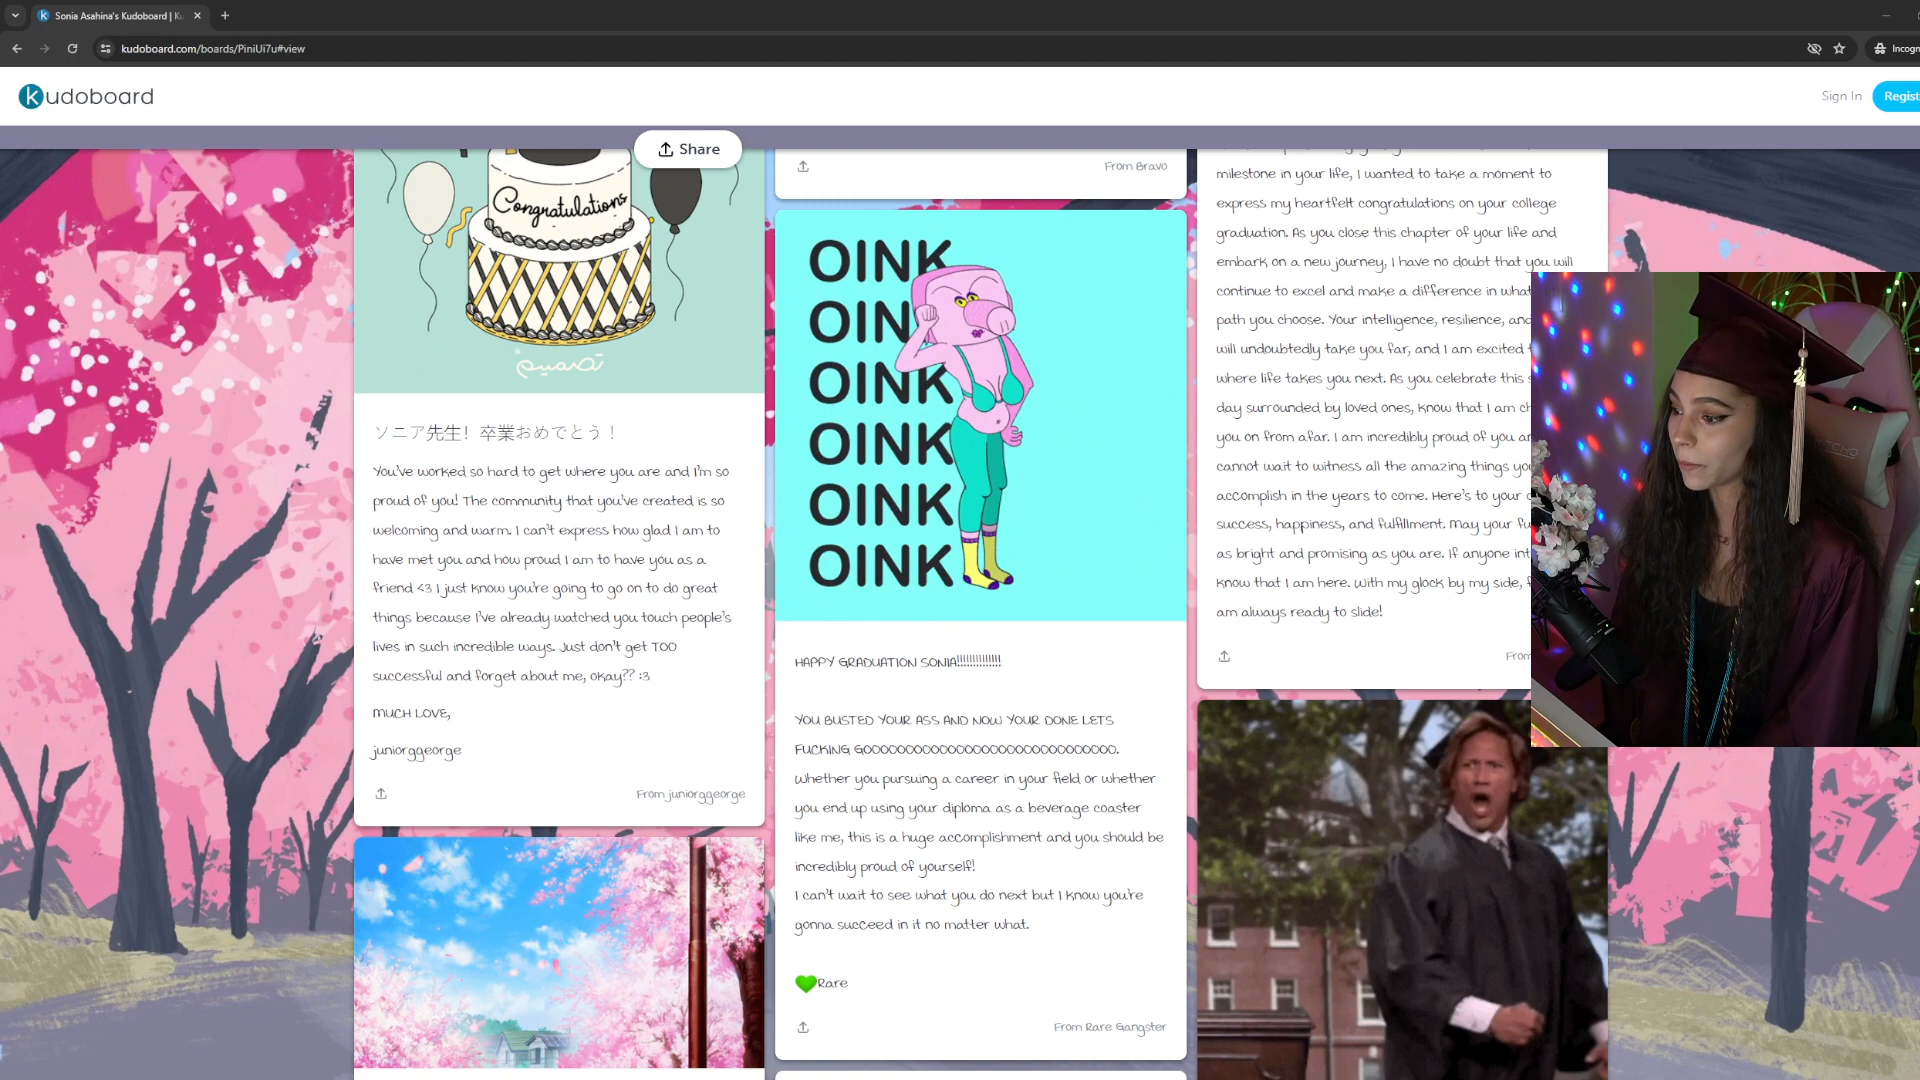 Sonia Asahina's Kudoboard | Ku
kudoboard.com/boards/PiniUi7u#view
Incogn
kudoboard
Sign In
Regist
Share
Congratulations
تصميم
ソニア先生！卒業おめでとう！
You've worked so hard to get where you are and I'm so
proud of you! The community that you've created is so
welcoming and warm. I can't express how glad I am to
have met you and how proud I am to have you as a
friend <3 I just know you're going to go on to do great
things because I've already watched you touch people's
lives in such incredible ways. Just don't get TOO
successful and forget about me, okay?? :3
MUCH LOVE,
juniorggeorge
From juniorggeorge
From Bravo
OINK
OINK
OINK
OINK
OINK
OINK
HAPPY GRADUATION SONIA!!!!!!!!!!!!!!
YOU BUSTED YOUR ASS AND NOW YOUR DONE LETS
FUCKING GOOOOOOOOOOOOOOOOOOOOOOOOOOOOOO.
Whether you pursuing a career in your field or whether
you end up using your diploma as a beverage coaster
like me, this is a huge accomplishment and you should be
incredibly proud of yourself!
I can't wait to see what you do next but I know you're
gonna succeed in it no matter what.
Rare
From Rare Gangster
milestone in your life, I wanted to take a moment to
express my heartfelt congratulations on your college
graduation. As you close this chapter of your life and
embark on a new journey, I have no doubt that you will
continue to excel and make a difference in what
path you choose. Your intelligence, resilience, and
will undoubtedly take you far, and I am excited
where life takes you next. As you celebrate this
day surrounded by loved ones, know that I am
you on from afar. I am incredibly proud of you
cannot wait to witness all the amazing things
accomplish in the years to come. Here's to your
success, happiness, and fulfillment. May your
as bright and promising as you are. If anyone
know that I am here. With my glock by my side,
am always ready to slide!
From